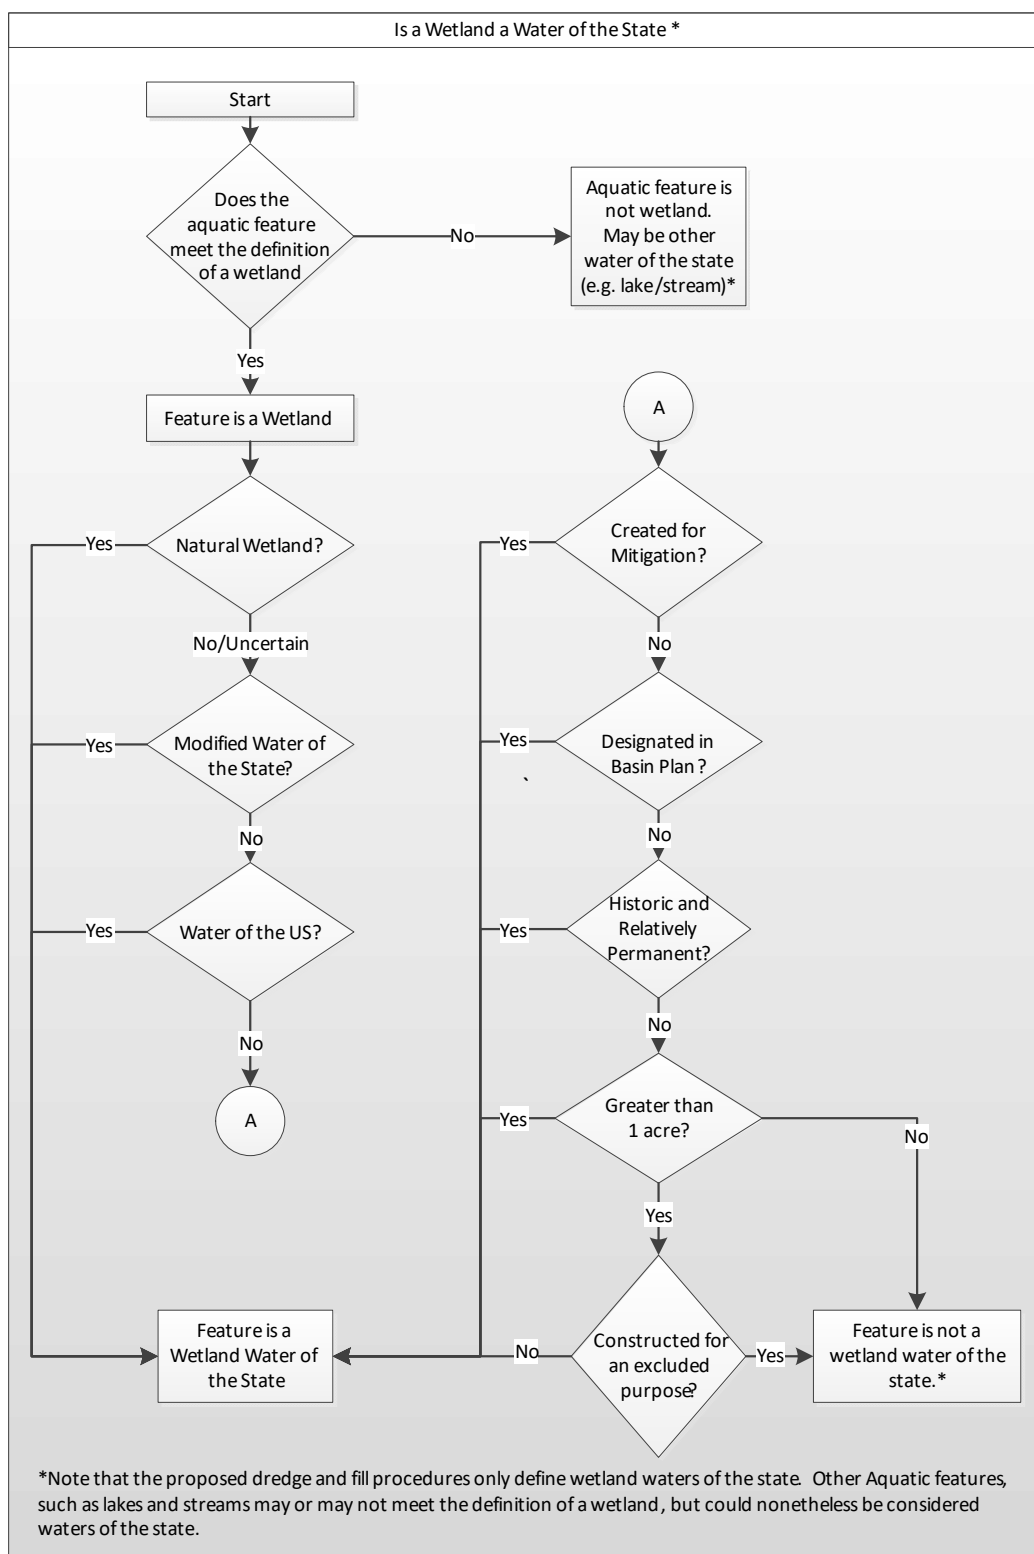 Is a Wetland a Water of the State *
Start
Does the
aquatic feature
meet the definition
of a wetland
No
Aquatic feature is
not wetland.
May be other
water of the state
(e.g. lake/stream)*
Yes
Feature is a Wetland
Natural Wetland?
Yes
No/Uncertain
Modified Water of
the State?
Yes
No
Water of the US?
Yes
No
A
A
Created for
Mitigation?
Yes
No
Designated in
Basin Plan?
Yes
`
No
Historic and
Relatively
Permanent?
Yes
No
Greater than
1 acre?
Yes
No
Yes
Constructed for
an excluded
purpose?
No
Yes
Feature is a
Wetland Water of
the State
Feature is not a
wetland water of the
state.*
*Note that the proposed dredge and fill procedures only define wetland waters of the state. Other Aquatic features,
such as lakes and streams may or may not meet the definition of a wetland, but could nonetheless be considered
waters of the state.